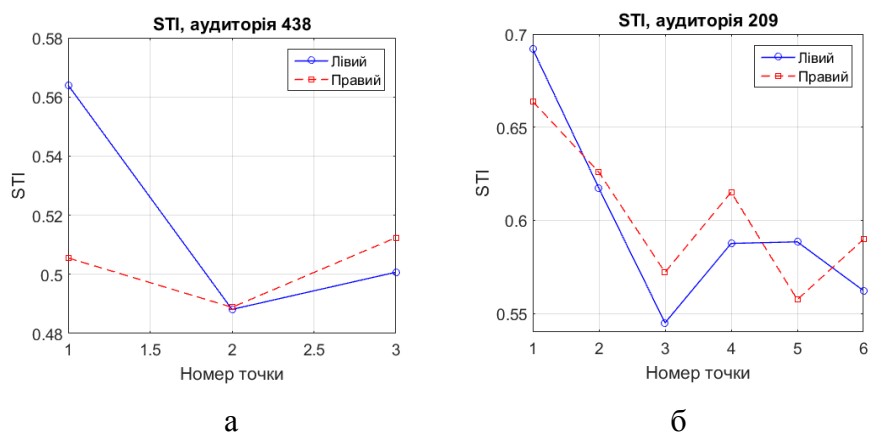 STI, аудиторія 438
0.58
0.56
0.54
0.52
0.5
0.48
STI
1
1.5
2
2.5
3
Номер точки
Лівий
Правий
а
STI, аудиторія 209
0.7
0.65
0.6
0.55
STI
1
2
3
4
5
6
Номер точки
Лівий
Правий
б